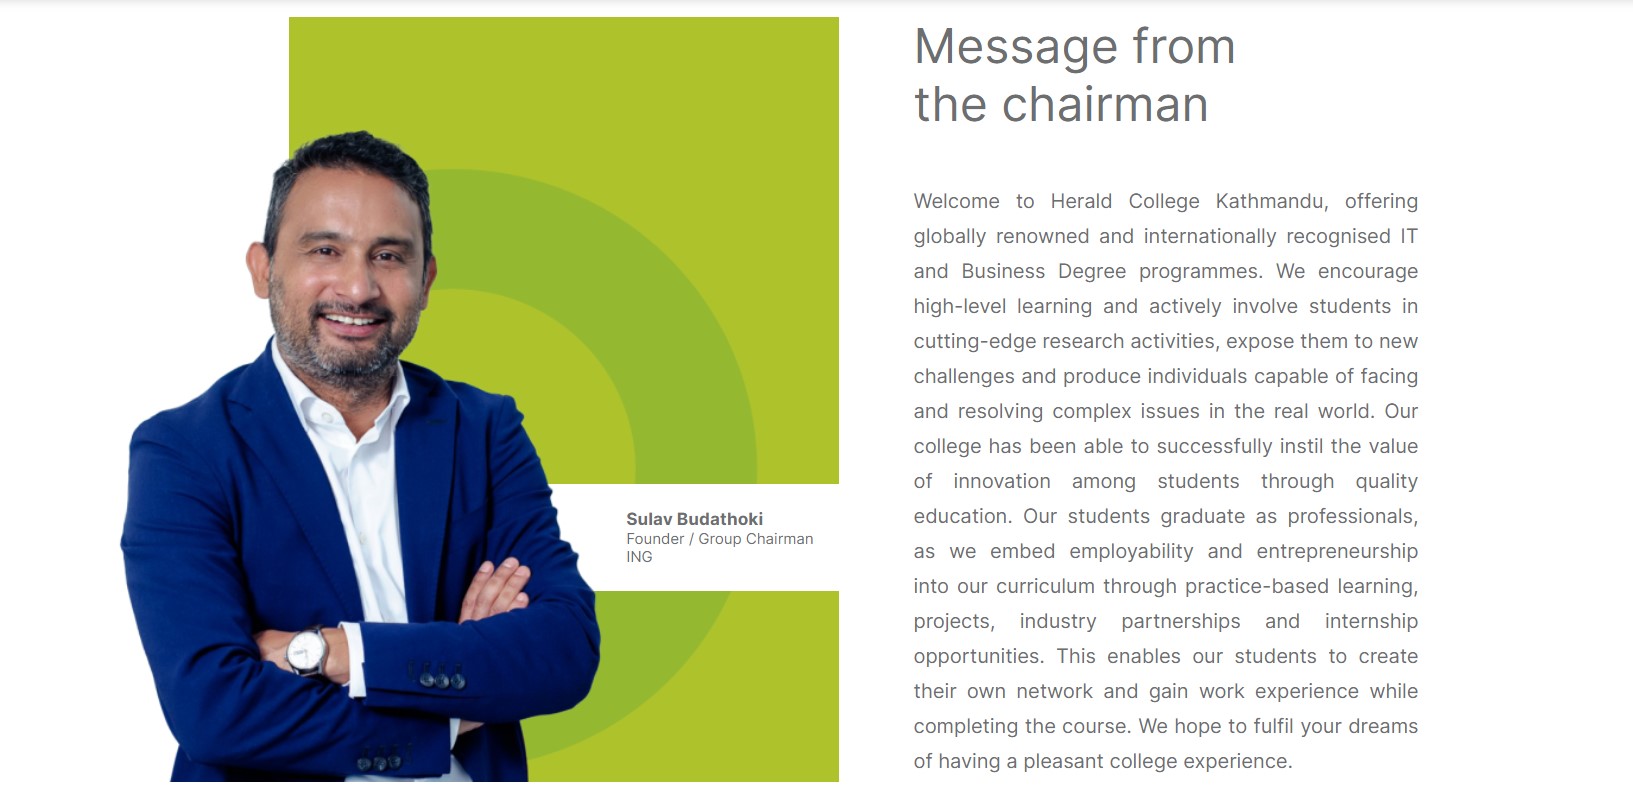 Message from
the chairman
Welcome to Herald College Kathmandu, offering
globally renowned and internationally recognised IT
and Business Degree programmes. We encourage
high-level learning and actively involve students in
cutting-edge research activities, expose them to new
challenges and produce individuals capable of facing
and resolving complex issues in the real world. Our
college has been able to successfully instil the value
of innovation among students through quality
education. Our students graduate as professionals,
as we embed employability and entrepreneurship
into our curriculum through practice-based learning,
projects, industry partnerships and internship
opportunities. This enables our students to create
their own network and gain work experience while
completing the course. We hope to fulfil your dreams
of having a pleasant college experience.
Sulav Budathoki
Founder / Group Chairman
ING